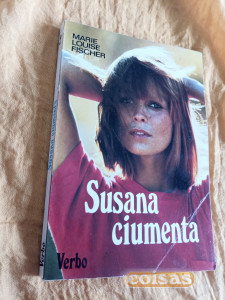 MARIE
LOUISE
FISCHER
Susana
ciumenta
Verbo
coisas